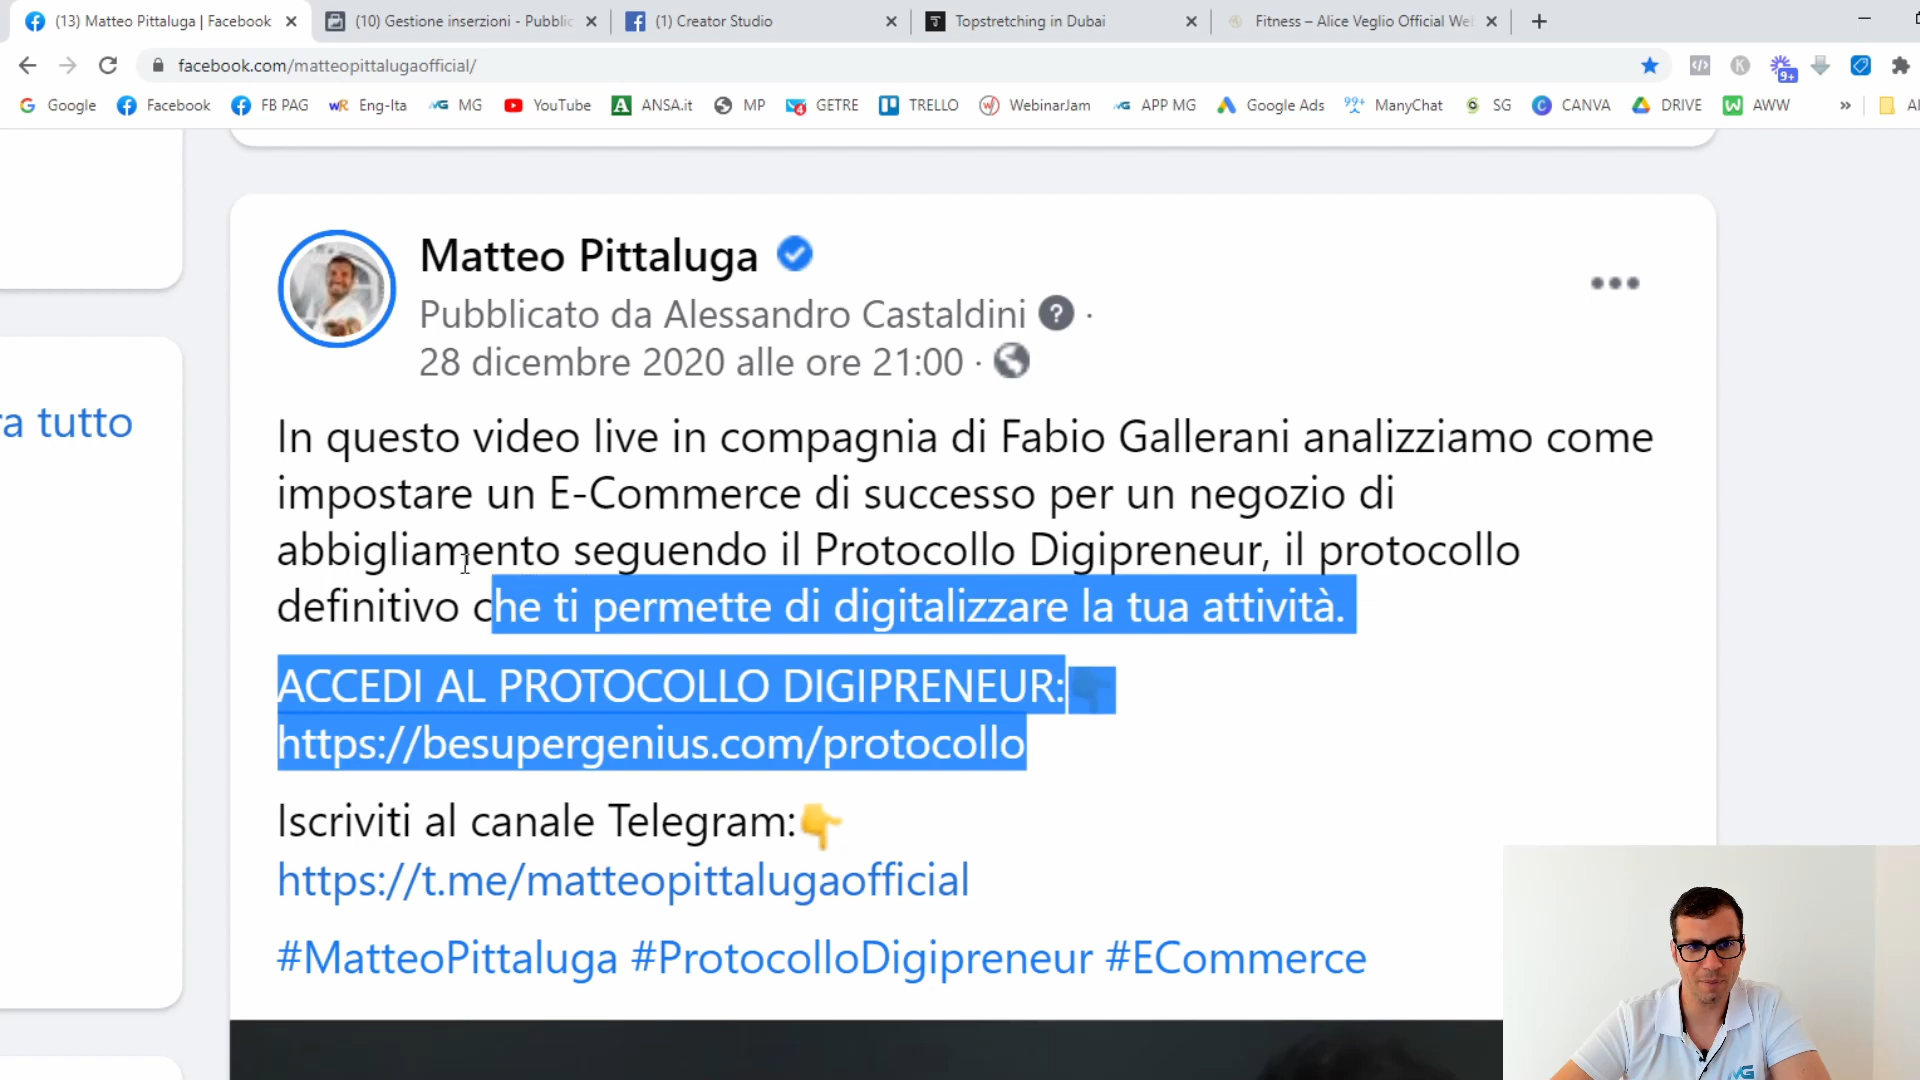 (13) Matteo Pittaluga | Facebook
(10) Gestione inserzioni - Pubblic
(1) Creator Studio
Topstretching in Dubai
Fitness – Alice Veglio Official We
facebook.com/matteopittalugaofficial/
9+
Google Facebook FB PAG Eng-Ita MG YouTube ANSA.it MP GETRE TRELLO WebinarJam APP MG Google Ads ManyChat SG CANVA DRIVE AWW »
Matteo Pittaluga
Pubblicato da Alessandro Castaldini ? ·
28 dicembre 2020 alle ore 21:00 ·
ra tutto
In questo video live in compagnia di Fabio Gallerani analizziamo come
impostare un E-Commerce di successo per un negozio di
abbigliamento seguendo il Protocollo Digipreneur, il protocollo
definitivo che ti permette di digitalizzare la tua attività.
ACCEDI AL PROTOCOLLO DIGIPRENEUR:👇
https://besupergenius.com/protocollo
Iscriviti al canale Telegram:👇
https://t.me/matteopittalugaofficial
#MatteoPittaluga #ProtocolloDigipreneur #ECommerce